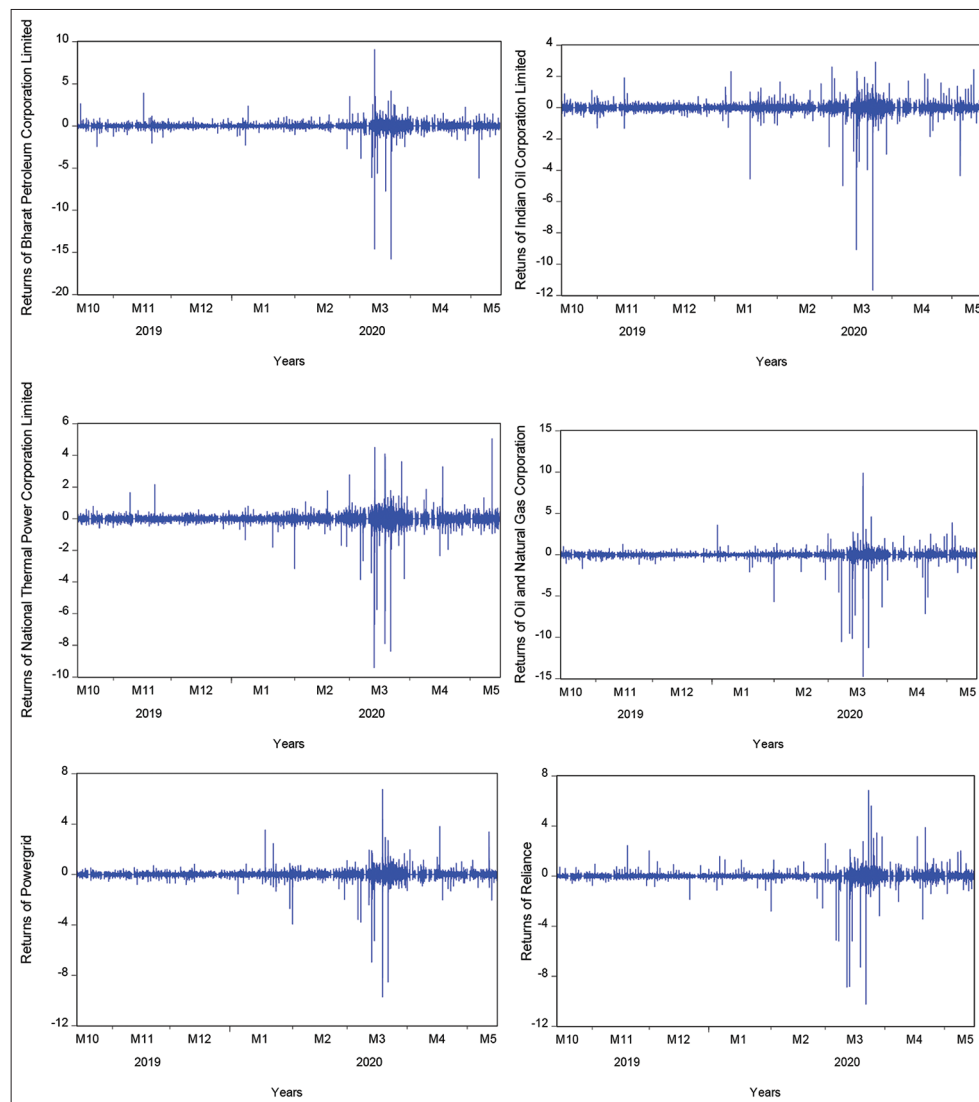 Returns of Bharat Petroleum Corporation Limited
10
5
0
-5
-10
-15
-20
M10 M11 M12 M1 M2 M3 M4 M5
2019 2020
Years
Returns of Indian Oil Corporation Limited
4
2
0
-2
-4
-6
-8
-10
-12
M10 M11 M12 M1 M2 M3 M4 M5
2019 2020
Years
Returns of National Thermal Power Corporation Limited
6
4
2
0
-2
-4
-6
-8
-10
M10 M11 M12 M1 M2 M3 M4 M5
2019 2020
Years
Returns of Oil and Natural Gas Corporation
15
10
5
0
-5
-10
-15
M10 M11 M12 M1 M2 M3 M4 M5
2019 2020
Years
Returns of Powergrid
8
4
0
-4
-8
-12
M10 M11 M12 M1 M2 M3 M4 M5
2019 2020
Years
Returns of Reliance
8
4
0
-4
-8
-12
M10 M11 M12 M1 M2 M3 M4 M5
2019 2020
Years